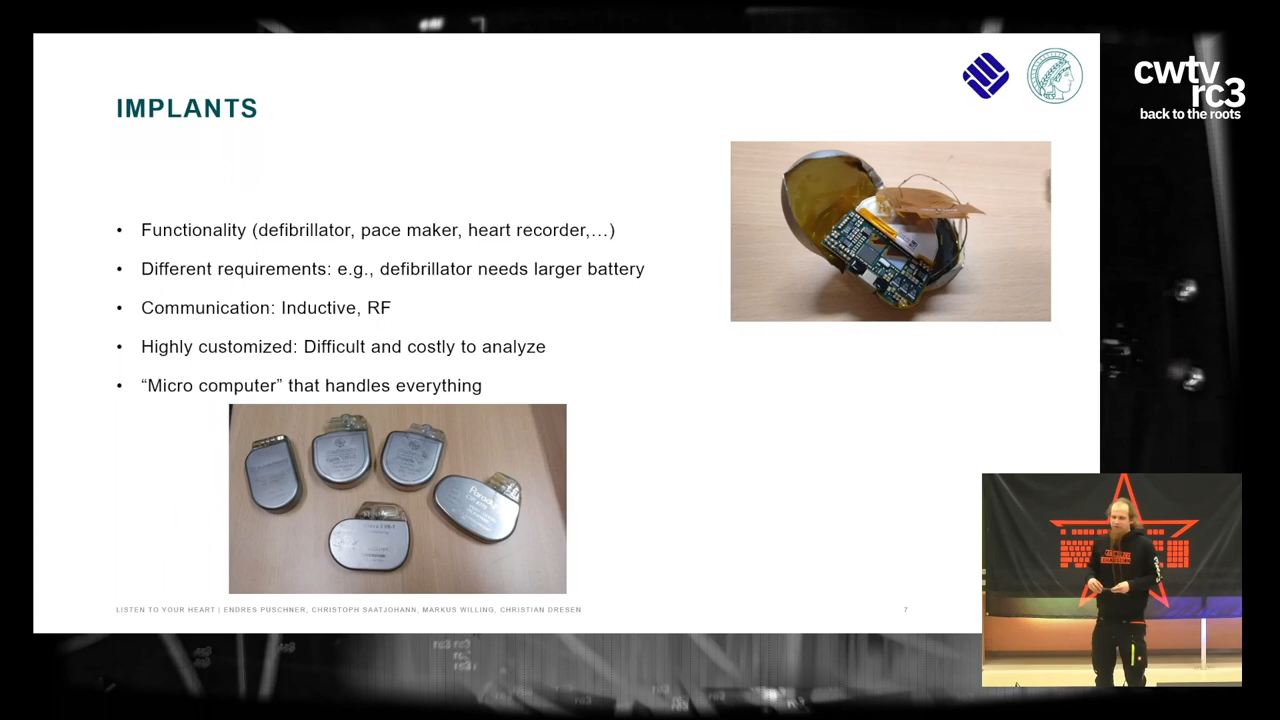 cwtv
rc3
back to the roots
IMPLANTS
• Functionality (defibrillator, pace maker, heart recorder,…)
• Different requirements: e.g., defibrillator needs larger battery
• Communication: Inductive, RF
• Highly customized: Difficult and costly to analyze
• “Micro computer” that handles everything
LISTEN TO YOUR HEART | ENDRES PUSCHNER, CHRISTOPH SAATJOHANN, MARKUS WILLING, CHRISTIAN DRESEN
7
rc3 rc3